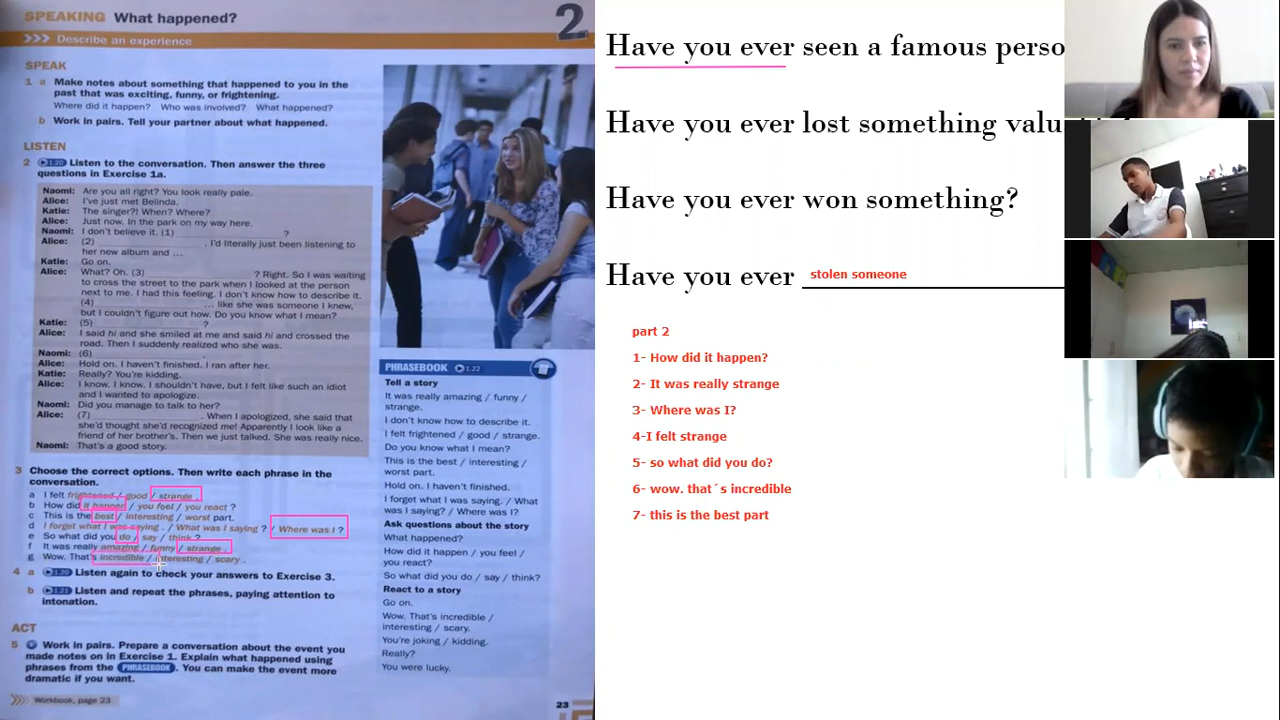 SPEAKING What happened?
2
>>> Describe an experience
SPEAK
1 a Make notes about something that happened to you in the
past that was exciting, funny, or frightening.
Where did it happen? Who was involved? What happened?
b Work in pairs. Tell your partner about what happened.
LISTEN
2 1.20 Listen to the conversation. Then answer the three
questions in Exercise 1a.
Naomi: Are you all right? You look really pale.
Alice: I've just met Belinda.
Katie: The singer?! When? Where?
Alice: Just now. In the park on my way here.
Naomi: I don't believe it. (1) ?
Alice: (2) . I'd literally just been listening to
her new album and ...
Katie: Go on.
Alice: What? Oh. (3) ? Right. So I was waiting
to cross the street to the park when I looked at the person
next to me. I had this feeling. I don't know how to describe it.
(4) ... like she was someone I knew,
but I couldn't figure out how. Do you know what I mean?
Katie: (5) ?
Alice: I said hi and she smiled at me and said hi and crossed the
road. Then I suddenly realized who she was.
Naomi: (6) .
Alice: Hold on. I haven't finished. I ran after her.
Katie: Really? You're kidding.
Alice: I know. I know. I shouldn't have, but I felt like such an idiot
and I wanted to apologize.
Naomi: Did you manage to talk to her?
Alice: (7) . When I apologized, she said that
she'd thought she'd recognized me! Apparently I look like a
friend of her brother's. Then we just talked. She was really nice.
Naomi: That's a good story.
3 Choose the correct options. Then write each phrase in the
conversation.
a I felt frightened / good / strange .
b How did it happen / you feel / you react ?
c This is the best / interesting / worst part.
d I forget what I was saying . / What was I saying ? / Where was I ?
e So what did you do / say / think ?
f It was really amazing / funny / strange .
g Wow. That's incredible / interesting / scary .
4 a 1.20 Listen again to check your answers to Exercise 3.
b 1.21 Listen and repeat the phrases, paying attention to
intonation.
ACT
5 Work in pairs. Prepare a conversation about the event you
made notes on in Exercise 1. Explain what happened using
phrases from the PHRASEBOOK . You can make the event more
dramatic if you want.
>>> Workbook, page 23
PHRASEBOOK 1.22
Tell a story
It was really amazing / funny /
strange.
I don't know how to describe it.
I felt frightened / good / strange.
Do you know what I mean?
This is the best / interesting /
worst part.
Hold on. I haven't finished.
I forget what I was saying. / What
was I saying? / Where was I?
Ask questions about the story
What happened?
How did it happen / you feel /
you react?
So what did you do / say / think?
React to a story
Go on.
Wow. That's incredible /
interesting / scary.
You're joking / kidding.
Really?
You were lucky.
23
Have you ever seen a famous perso
Have you ever lost something valu
Have you ever won something?
Have you ever stolen someone
part 2
1- How did it happen?
2- It was really strange
3- Where was I?
4-I felt strange
5- so what did you do?
6- wow. that´s incredible
7- this is the best part